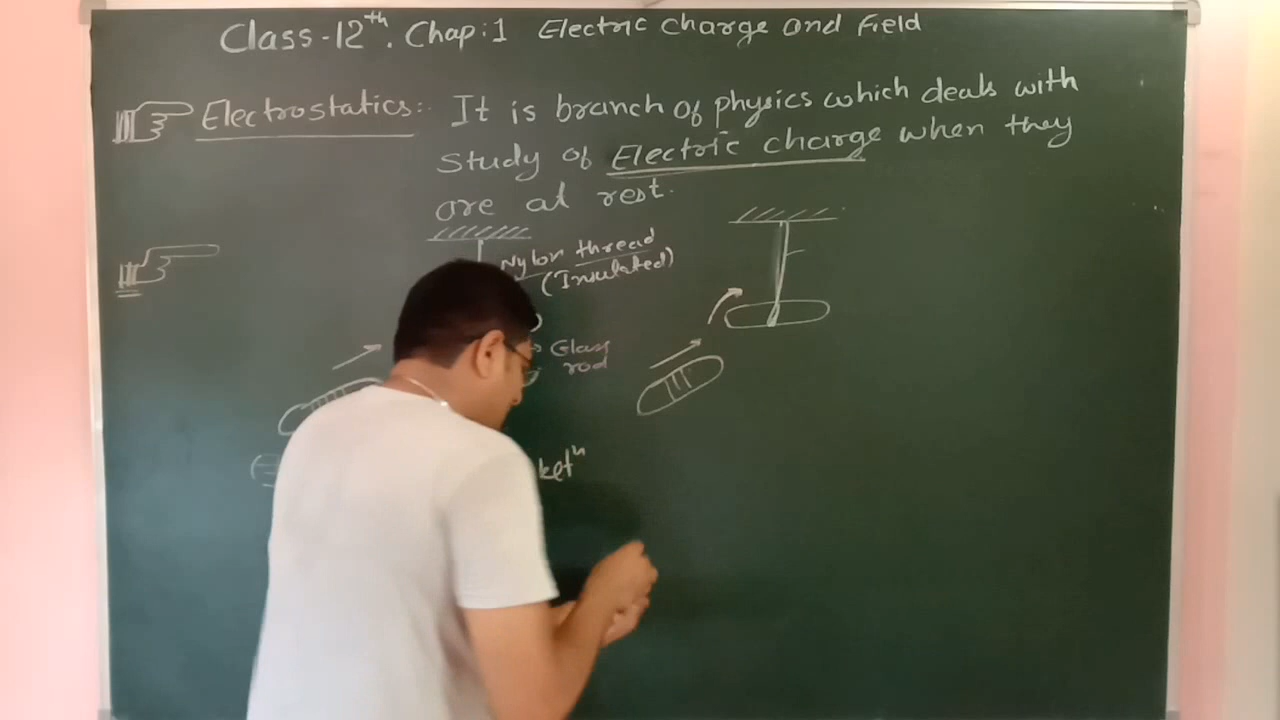 Class-12th. Chap:1 Electric Charge and Field
Electrostatics:- It is branch of physics which deals with
study of Electric charge when they
are at rest.
Nylon thread
(Insulated)
Glass
rod